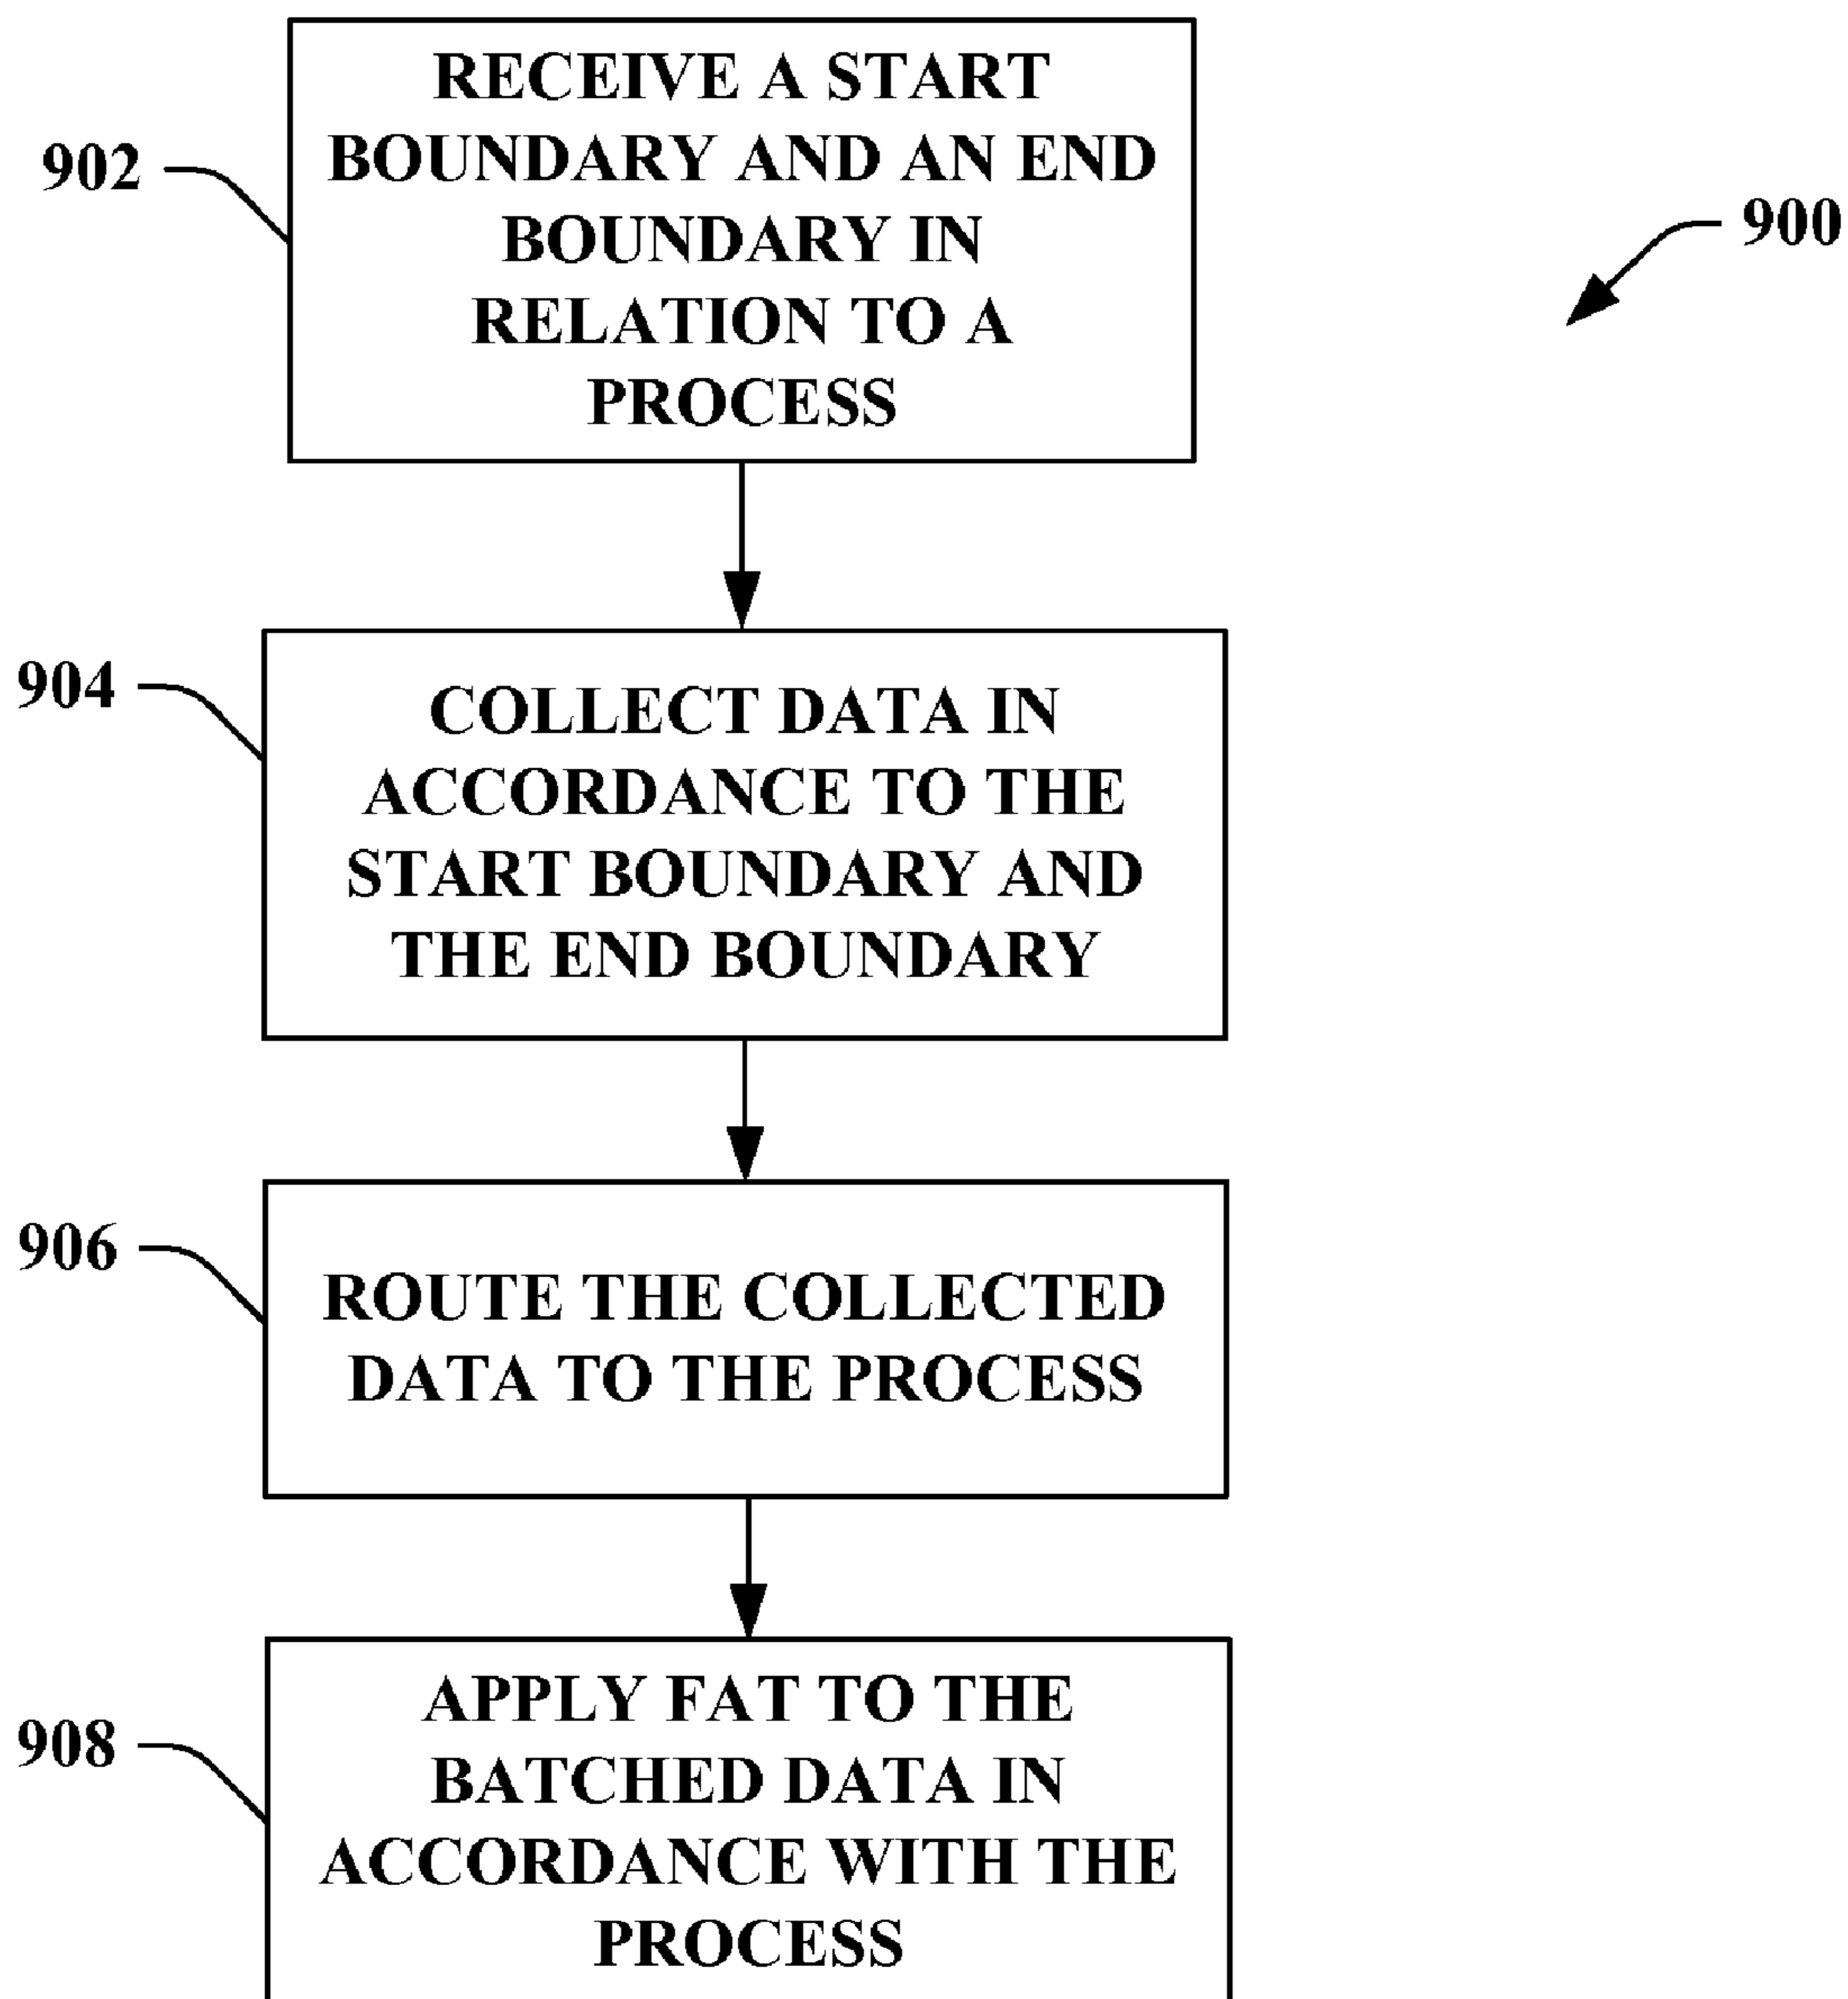 RECEIVE A START
BOUNDARY AND AN END
BOUNDARY IN
RELATION TO A
PROCESS
902
900
COLLECT DATA IN
ACCORDANCE TO THE
START BOUNDARY AND
THE END BOUNDARY
904
ROUTE THE COLLECTED
DATA TO THE PROCESS
906
APPLY FAT TO THE
BATCHED DATA IN
ACCORDANCE WITH THE
PROCESS
908